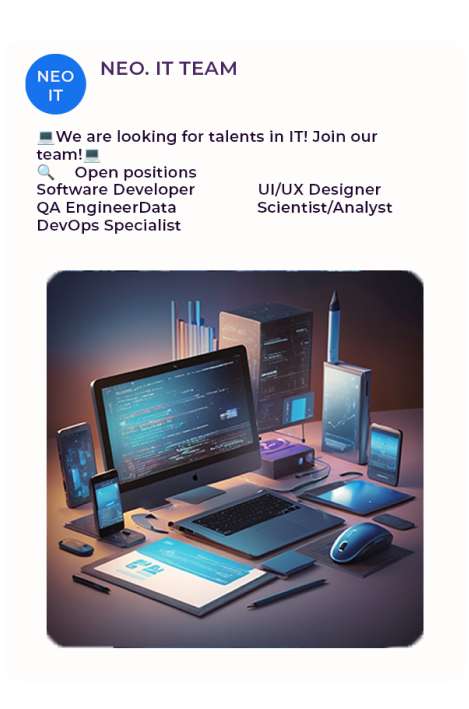 NEO
IT
NEO. IT TEAM
💻We are looking for talents in IT! Join our
team!💻
🔍 Open positions
Software Developer UI/UX Designer
QA EngineerData Scientist/Analyst
DevOps Specialist